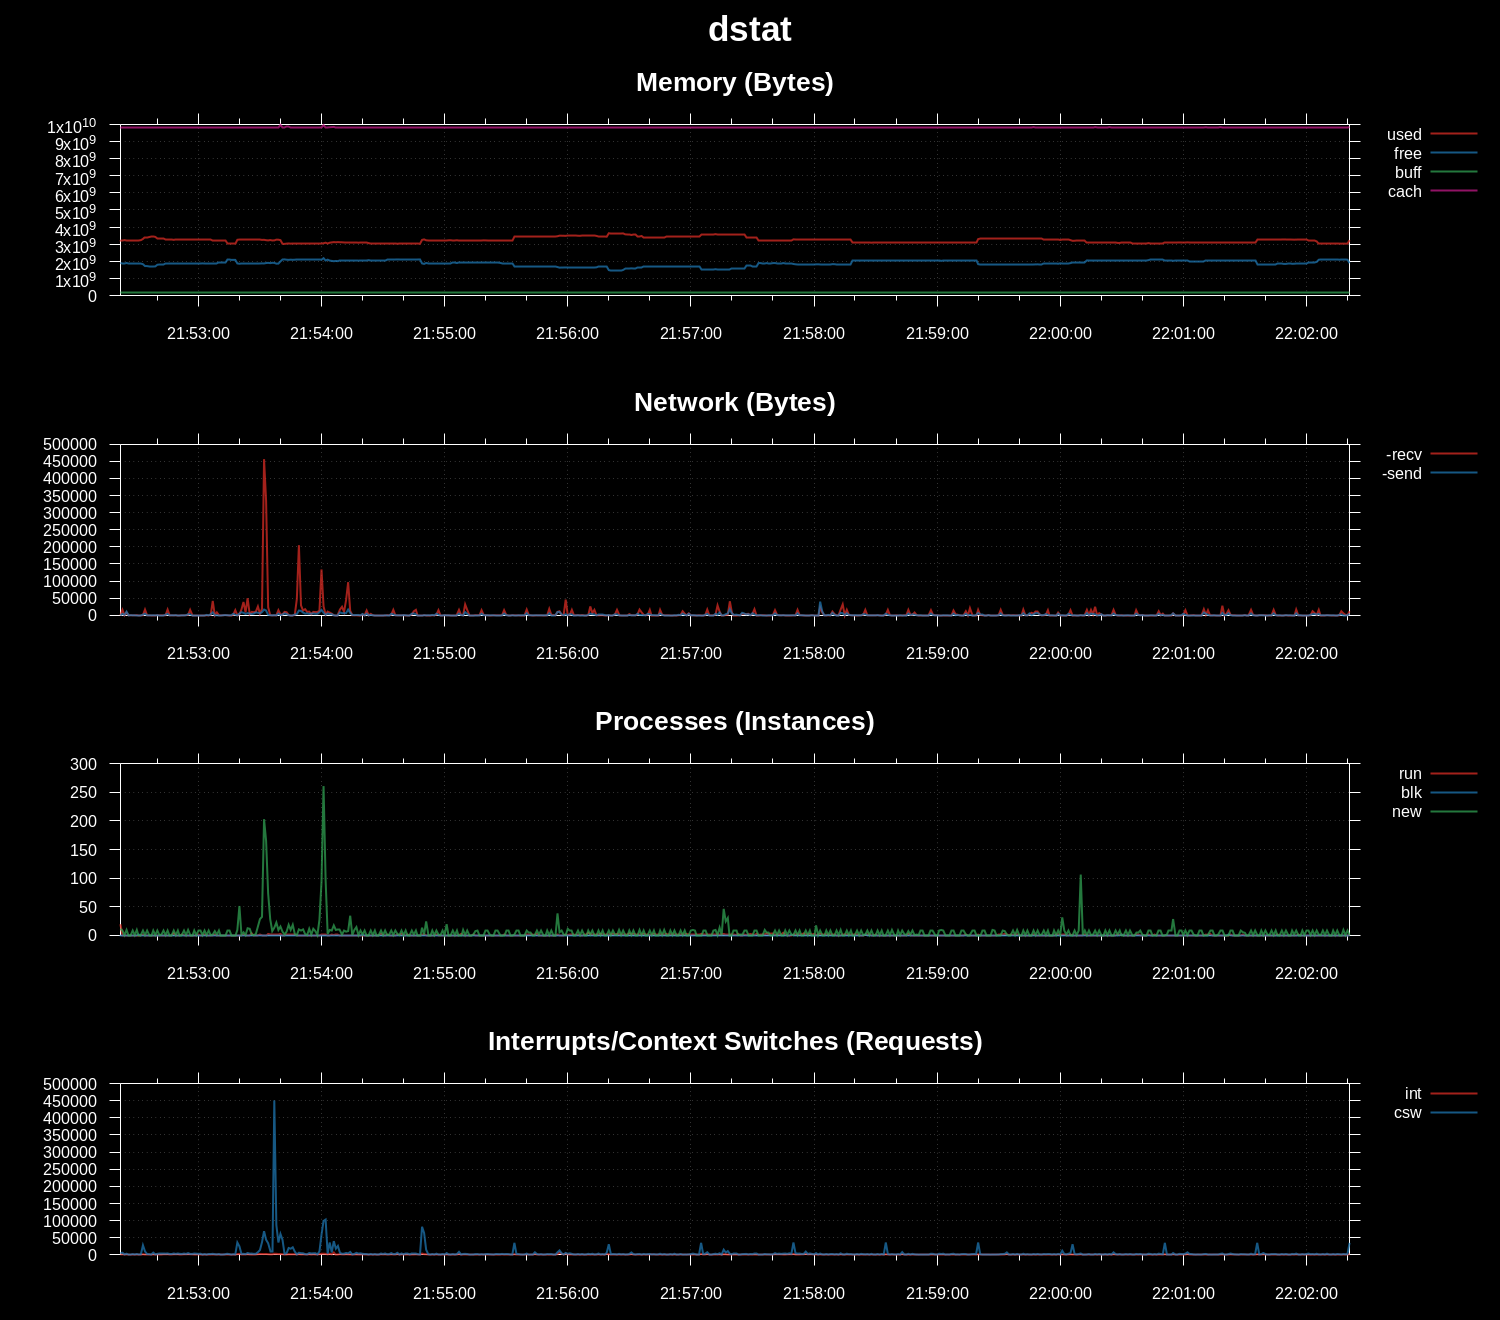 dstat
Memory (Bytes)
1x10^10
9x10^9
8x10^9
7x10^9
6x10^9
5x10^9
4x10^9
3x10^9
2x10^9
1x10^9
0
used
free
buff
cach
21:53:00 21:54:00 21:55:00 21:56:00 21:57:00 21:58:00 21:59:00 22:00:00 22:01:00 22:02:00
Network (Bytes)
500000
450000
400000
350000
300000
250000
200000
150000
100000
50000
0
-recv
-send
21:53:00 21:54:00 21:55:00 21:56:00 21:57:00 21:58:00 21:59:00 22:00:00 22:01:00 22:02:00
Processes (Instances)
300
250
200
150
100
50
0
run
blk
new
21:53:00 21:54:00 21:55:00 21:56:00 21:57:00 21:58:00 21:59:00 22:00:00 22:01:00 22:02:00
Interrupts/Context Switches (Requests)
500000
450000
400000
350000
300000
250000
200000
150000
100000
50000
0
int
csw
21:53:00 21:54:00 21:55:00 21:56:00 21:57:00 21:58:00 21:59:00 22:00:00 22:01:00 22:02:00